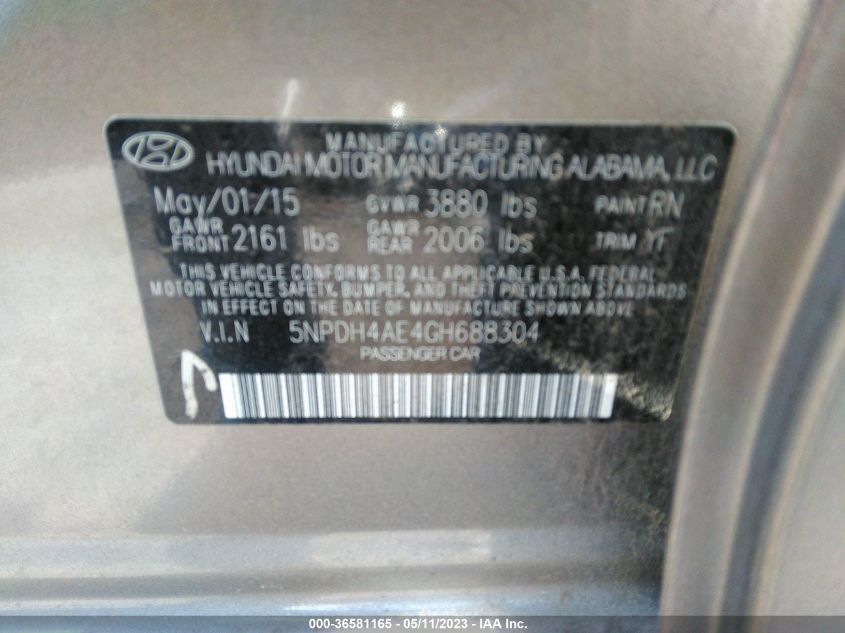 MANUFACTURED BY
HYUNDAI MOTOR MANUFACTURING ALABAMA, LLC
May/01/15 GVWR 3880 lbs PAINT RN
GAWR FRONT 2161 lbs GAWR REAR 2006 lbs TRIM
THIS VEHICLE CONFORMS TO ALL APPLICABLE U.S.A. FEDERAL
MOTOR VEHICLE SAFETY, BUMPER, AND THEFT PREVENTION STANDARDS
IN EFFECT ON THE DATE OF MANUFACTURE SHOWN ABOVE
V.I.N 5NPDH4AE4GH688304
PASSENGER CAR
000-36581165 - 05/11/2023 - IAA Inc.